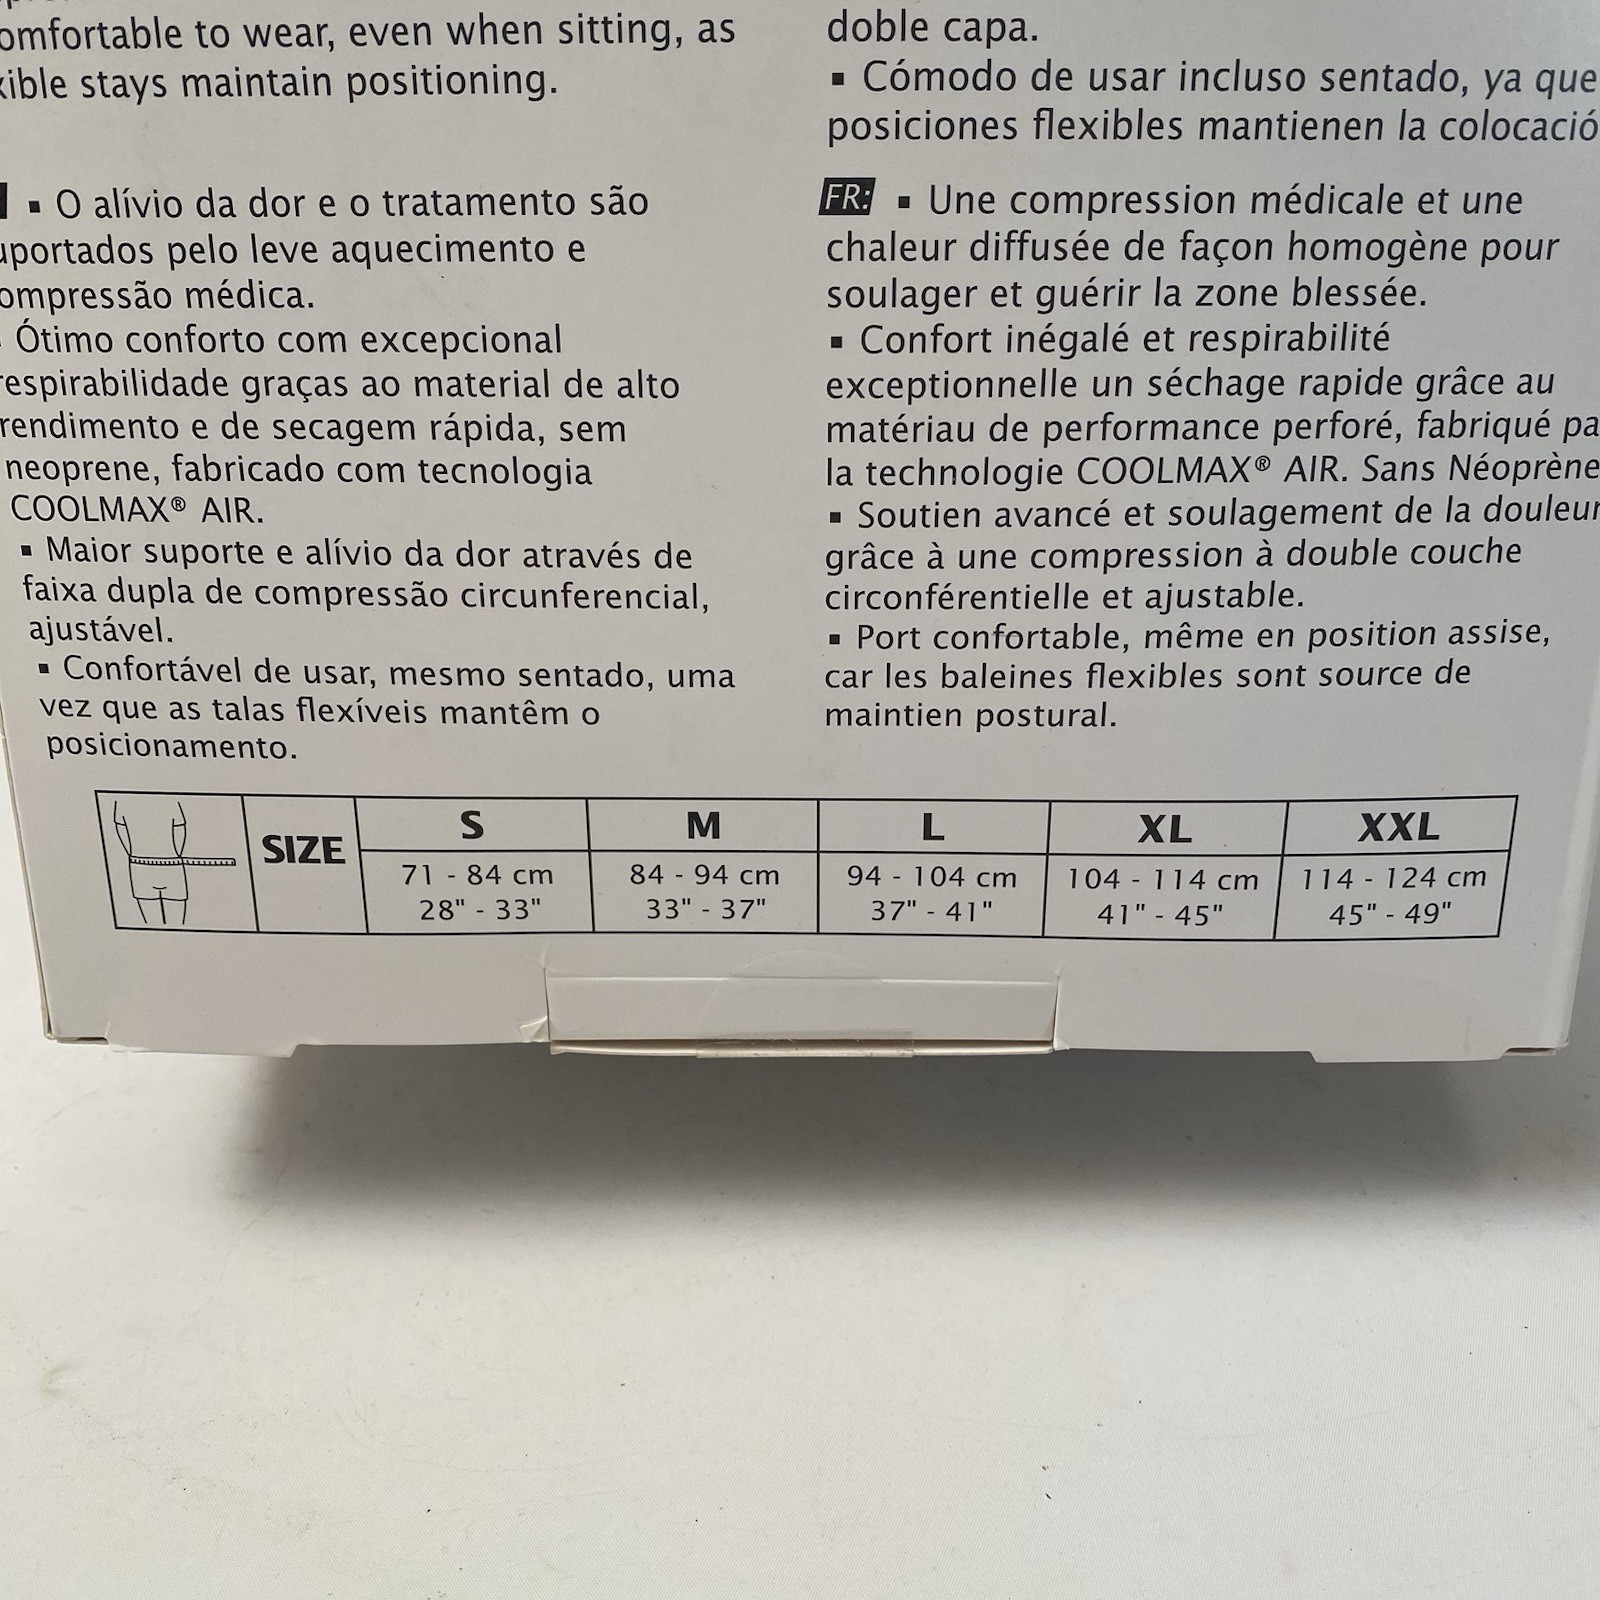 to wear, even when sitting, as
stays maintain positioning.
doble capa.
▪ Cómodo de usar incluso sentado, ya que
posiciones flexibles mantienen la
▪ O alívio da dor e o tratamento são
pelo leve aquecimento e
médica.
Ótimo conforto com excepcional
respirabilidade graças ao material de alto
rendimento e de secagem rápida, sem
neoprene, fabricado com tecnologia
COOLMAX® AIR.
▪ Maior suporte e alívio da dor através de
faixa dupla de compressão circunferencial,
ajustável.
▪ Confortável de usar, mesmo sentado, uma
vez que as talas flexíveis mantêm o
posicionamento.
FR: ▪ Une compression médicale et une
chaleur diffusée de façon homogène pour
soulager et guérir la zone blessée.
▪ Confort inégalé et respirabilité
exceptionnelle un séchage rapide grâce au
matériau de performance perforé, fabriqué
la technologie COOLMAX® AIR. Sans Néoprène
▪ Soutien avancé et soulagement de la douleur
grâce à une compression à double couche
circonférentielle et ajustable.
▪ Port confortable, même en position assise,
car les baleines flexibles sont source de
maintien postural.
SIZE S M L XL XXL
71 - 84 cm 84 - 94 cm 94 - 104 cm 104 - 114 cm 114 - 124 cm
28" - 33" 33" - 37" 37" - 41" 41" - 45" 45" - 49"